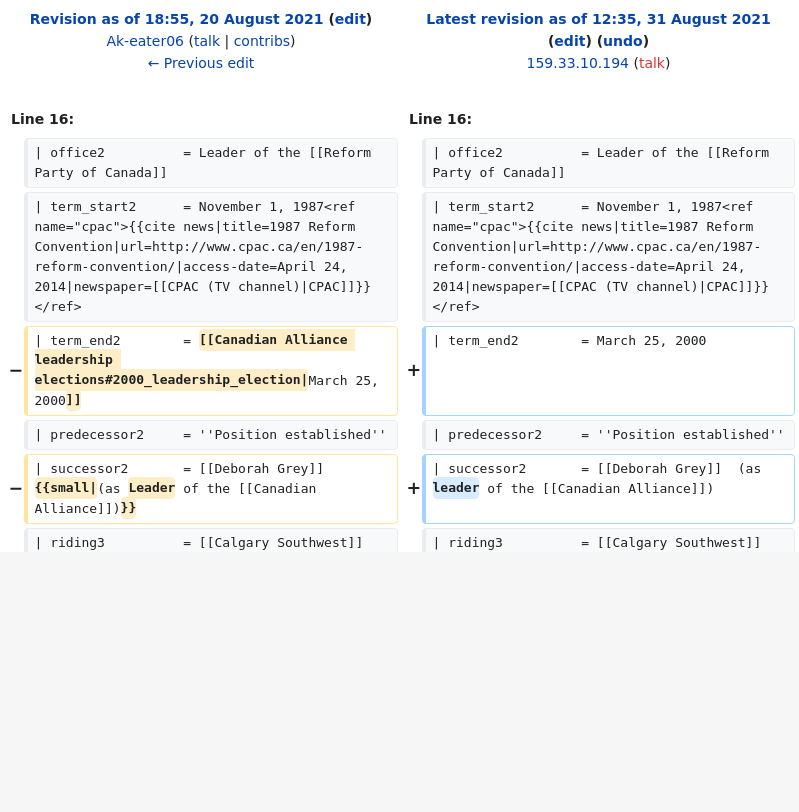 Revision as of 18:55, 20 August 2021 (edit)
Ak-eater06 (talk | contribs)
← Previous edit
Latest revision as of 12:35, 31 August 2021
(edit) (undo)
159.33.10.194 (talk)
Line 16:
Line 16:
| office2 = Leader of the [[Reform
Party of Canada]]
| office2 = Leader of the [[Reform
Party of Canada]]
| term_start2 = November 1, 1987<ref
name="cpac">{{cite news|title=1987 Reform
Convention|url=http://www.cpac.ca/en/1987-
reform-convention/|access-date=April 24,
2014|newspaper=[[CPAC (TV channel)|CPAC]]}}
</ref>
| term_start2 = November 1, 1987<ref
name="cpac">{{cite news|title=1987 Reform
Convention|url=http://www.cpac.ca/en/1987-
reform-convention/|access-date=April 24,
2014|newspaper=[[CPAC (TV channel)|CPAC]]}}
</ref>
− | term_end2 = [[Canadian Alliance
leadership
elections#2000_leadership_election|March 25,
2000]]
+ | term_end2 = March 25, 2000
| predecessor2 = ''Position established''
| predecessor2 = ''Position established''
− | successor2 = [[Deborah Grey]]
{{small|(as Leader of the [[Canadian
Alliance]])}}
+ | successor2 = [[Deborah Grey]] (as
leader of the [[Canadian Alliance]])
| riding3 = [[Calgary Southwest]]
| riding3 = [[Calgary Southwest]]